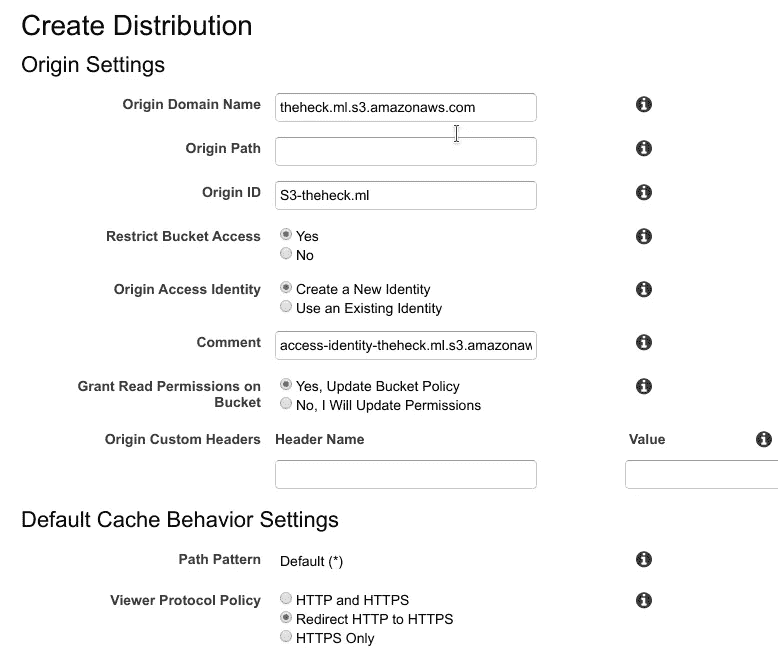 Create Distribution
Origin Settings
Origin Domain Name theheck.ml.s3.amazonaws.com
Origin Path
Origin ID S3-theheck.ml
Restrict Bucket Access Yes
No
Origin Access Identity Create a New Identity
Use an Existing Identity
Comment access-identity-theheck.ml.s3.amazonaw
Grant Read Permissions on Yes, Update Bucket Policy
Bucket No, I Will Update Permissions
Origin Custom Headers Header Name Value
Default Cache Behavior Settings
Path Pattern Default (*)
Viewer Protocol Policy HTTP and HTTPS
Redirect HTTP to HTTPS
HTTPS Only